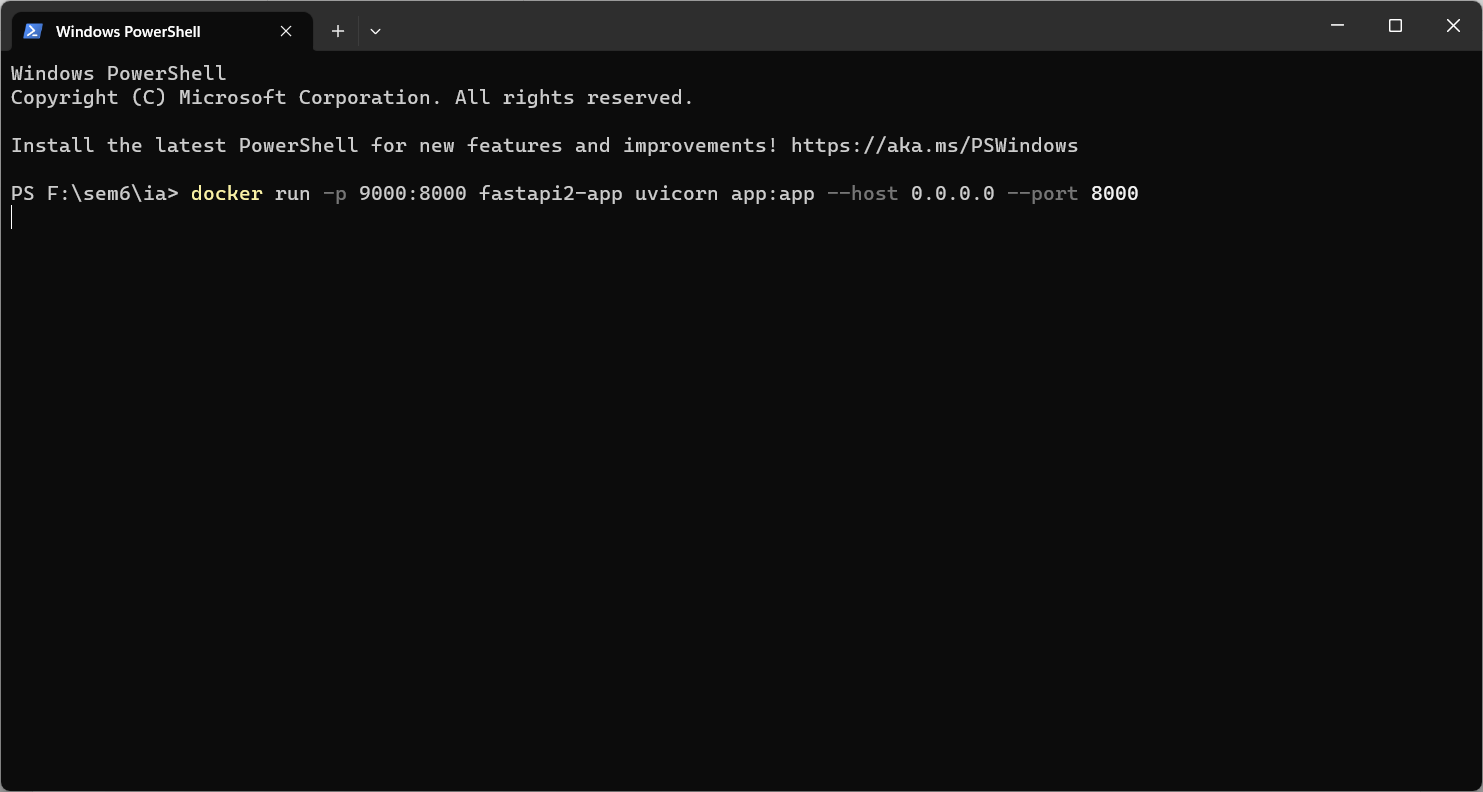 Windows PowerShell
Windows PowerShell
Copyright (C) Microsoft Corporation. All rights reserved.
Install the latest PowerShell for new features and improvements! https://aka.ms/PSWindows
PS F:\sem6\ia> docker run -p 9000:8000 fastapi2-app uvicorn app:app --host 0.0.0.0 --port 8000